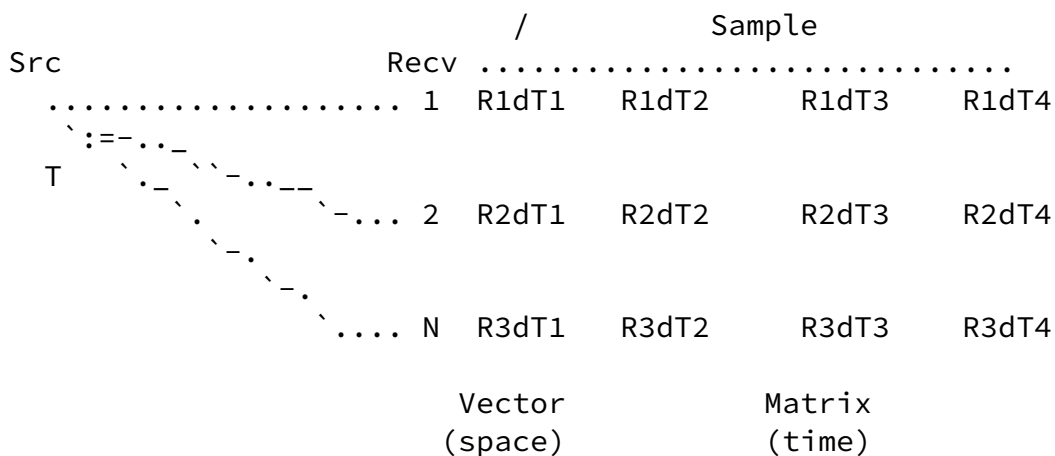 / Sample
Src Recv ..............................
.................... 1 R1dT1 R1dT2 R1dT3 R1dT4
`:=-.._
T `._ ``-..__
`. `-... 2 R2dT1 R2dT2 R2dT3 R2dT4
`-.
`-.
`.... N R3dT1 R3dT2 R3dT3 R3dT4
Vector Matrix
(space) (time)